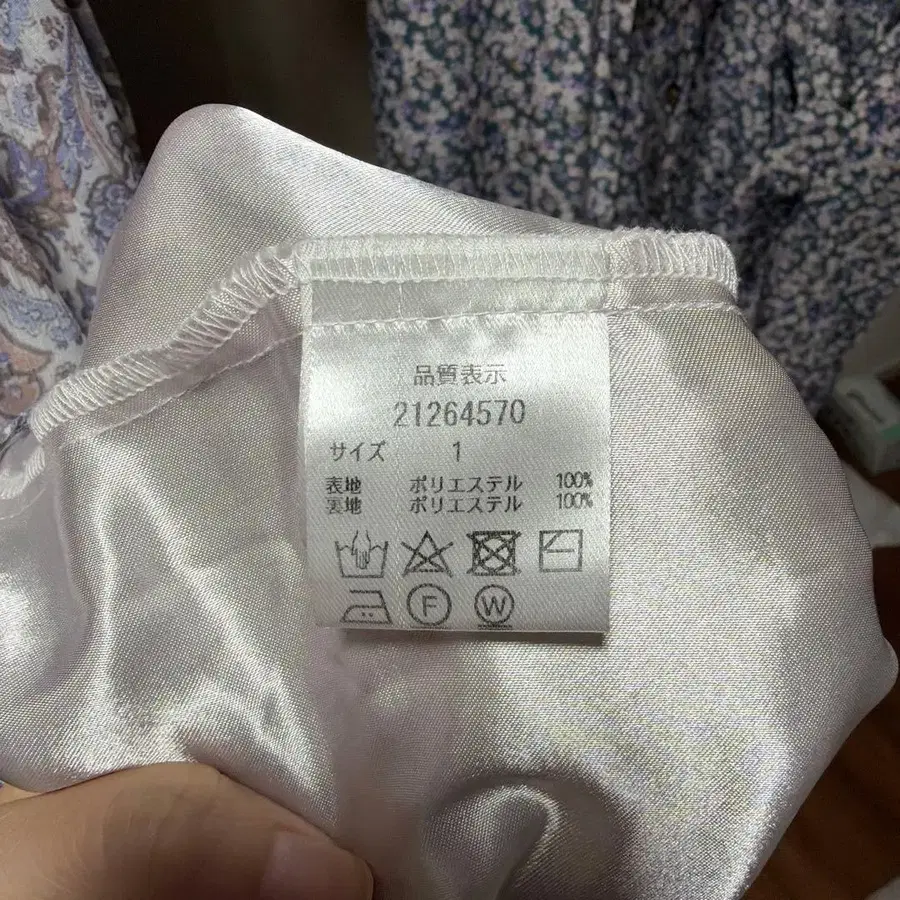 品質表示
21264570
サイズ 1
表地 ポリエステル 100%
裏地 ポリエステル 100%
F W